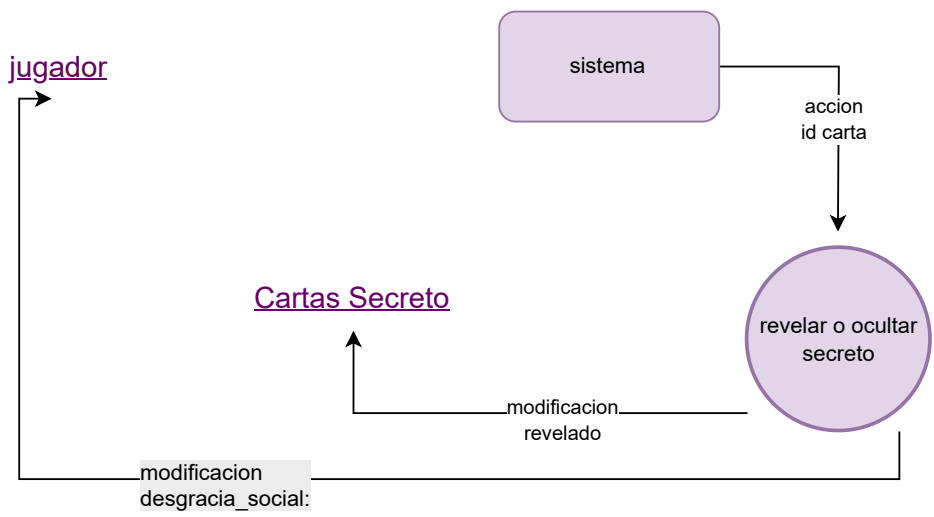 sistema
jugador
accion
id carta
Cartas Secreto
revelar o ocultar
secreto
modificacion
revelado
modificacion
desgracia_social: